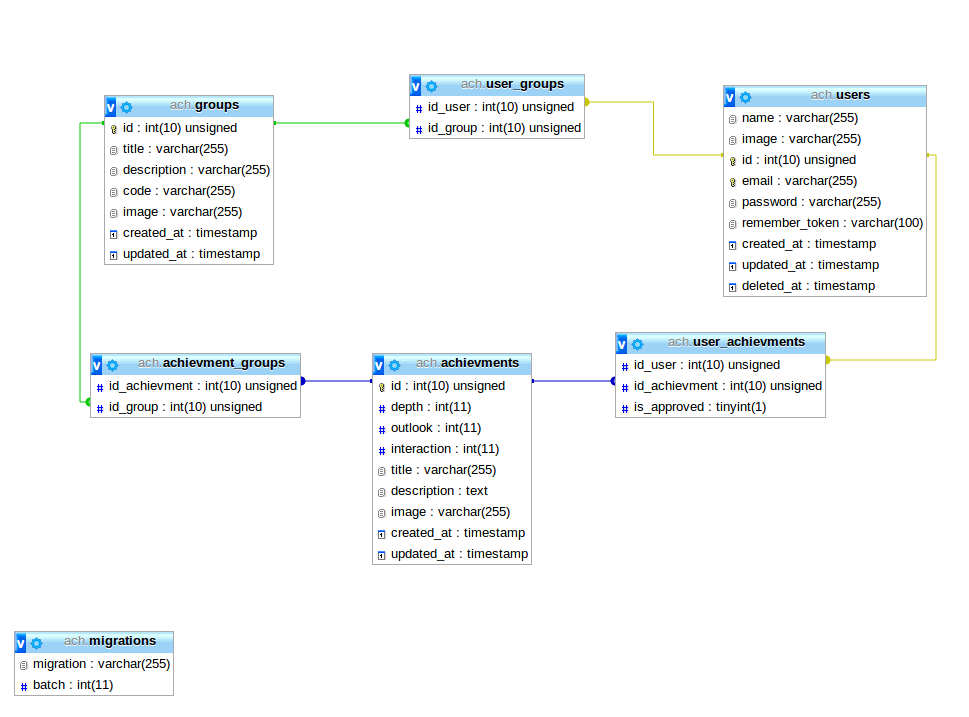 ach.groups
id : int(10) unsigned
title : varchar(255)
description : varchar(255)
code : varchar(255)
image : varchar(255)
created_at : timestamp
updated_at : timestamp
ach.user_groups
id_user : int(10) unsigned
id_group : int(10) unsigned
ach.users
name : varchar(255)
image : varchar(255)
id : int(10) unsigned
email : varchar(255)
password : varchar(255)
remember_token : varchar(100)
created_at : timestamp
updated_at : timestamp
deleted_at : timestamp
ach.achievment_groups
id_achievment : int(10) unsigned
id_group : int(10) unsigned
ach.achievments
id : int(10) unsigned
depth : int(11)
outlook : int(11)
interaction : int(11)
title : varchar(255)
description : text
image : varchar(255)
created_at : timestamp
updated_at : timestamp
ach.user_achievments
id_user : int(10) unsigned
id_achievment : int(10) unsigned
is_approved : tinyint(1)
ach.migrations
migration : varchar(255)
batch : int(11)